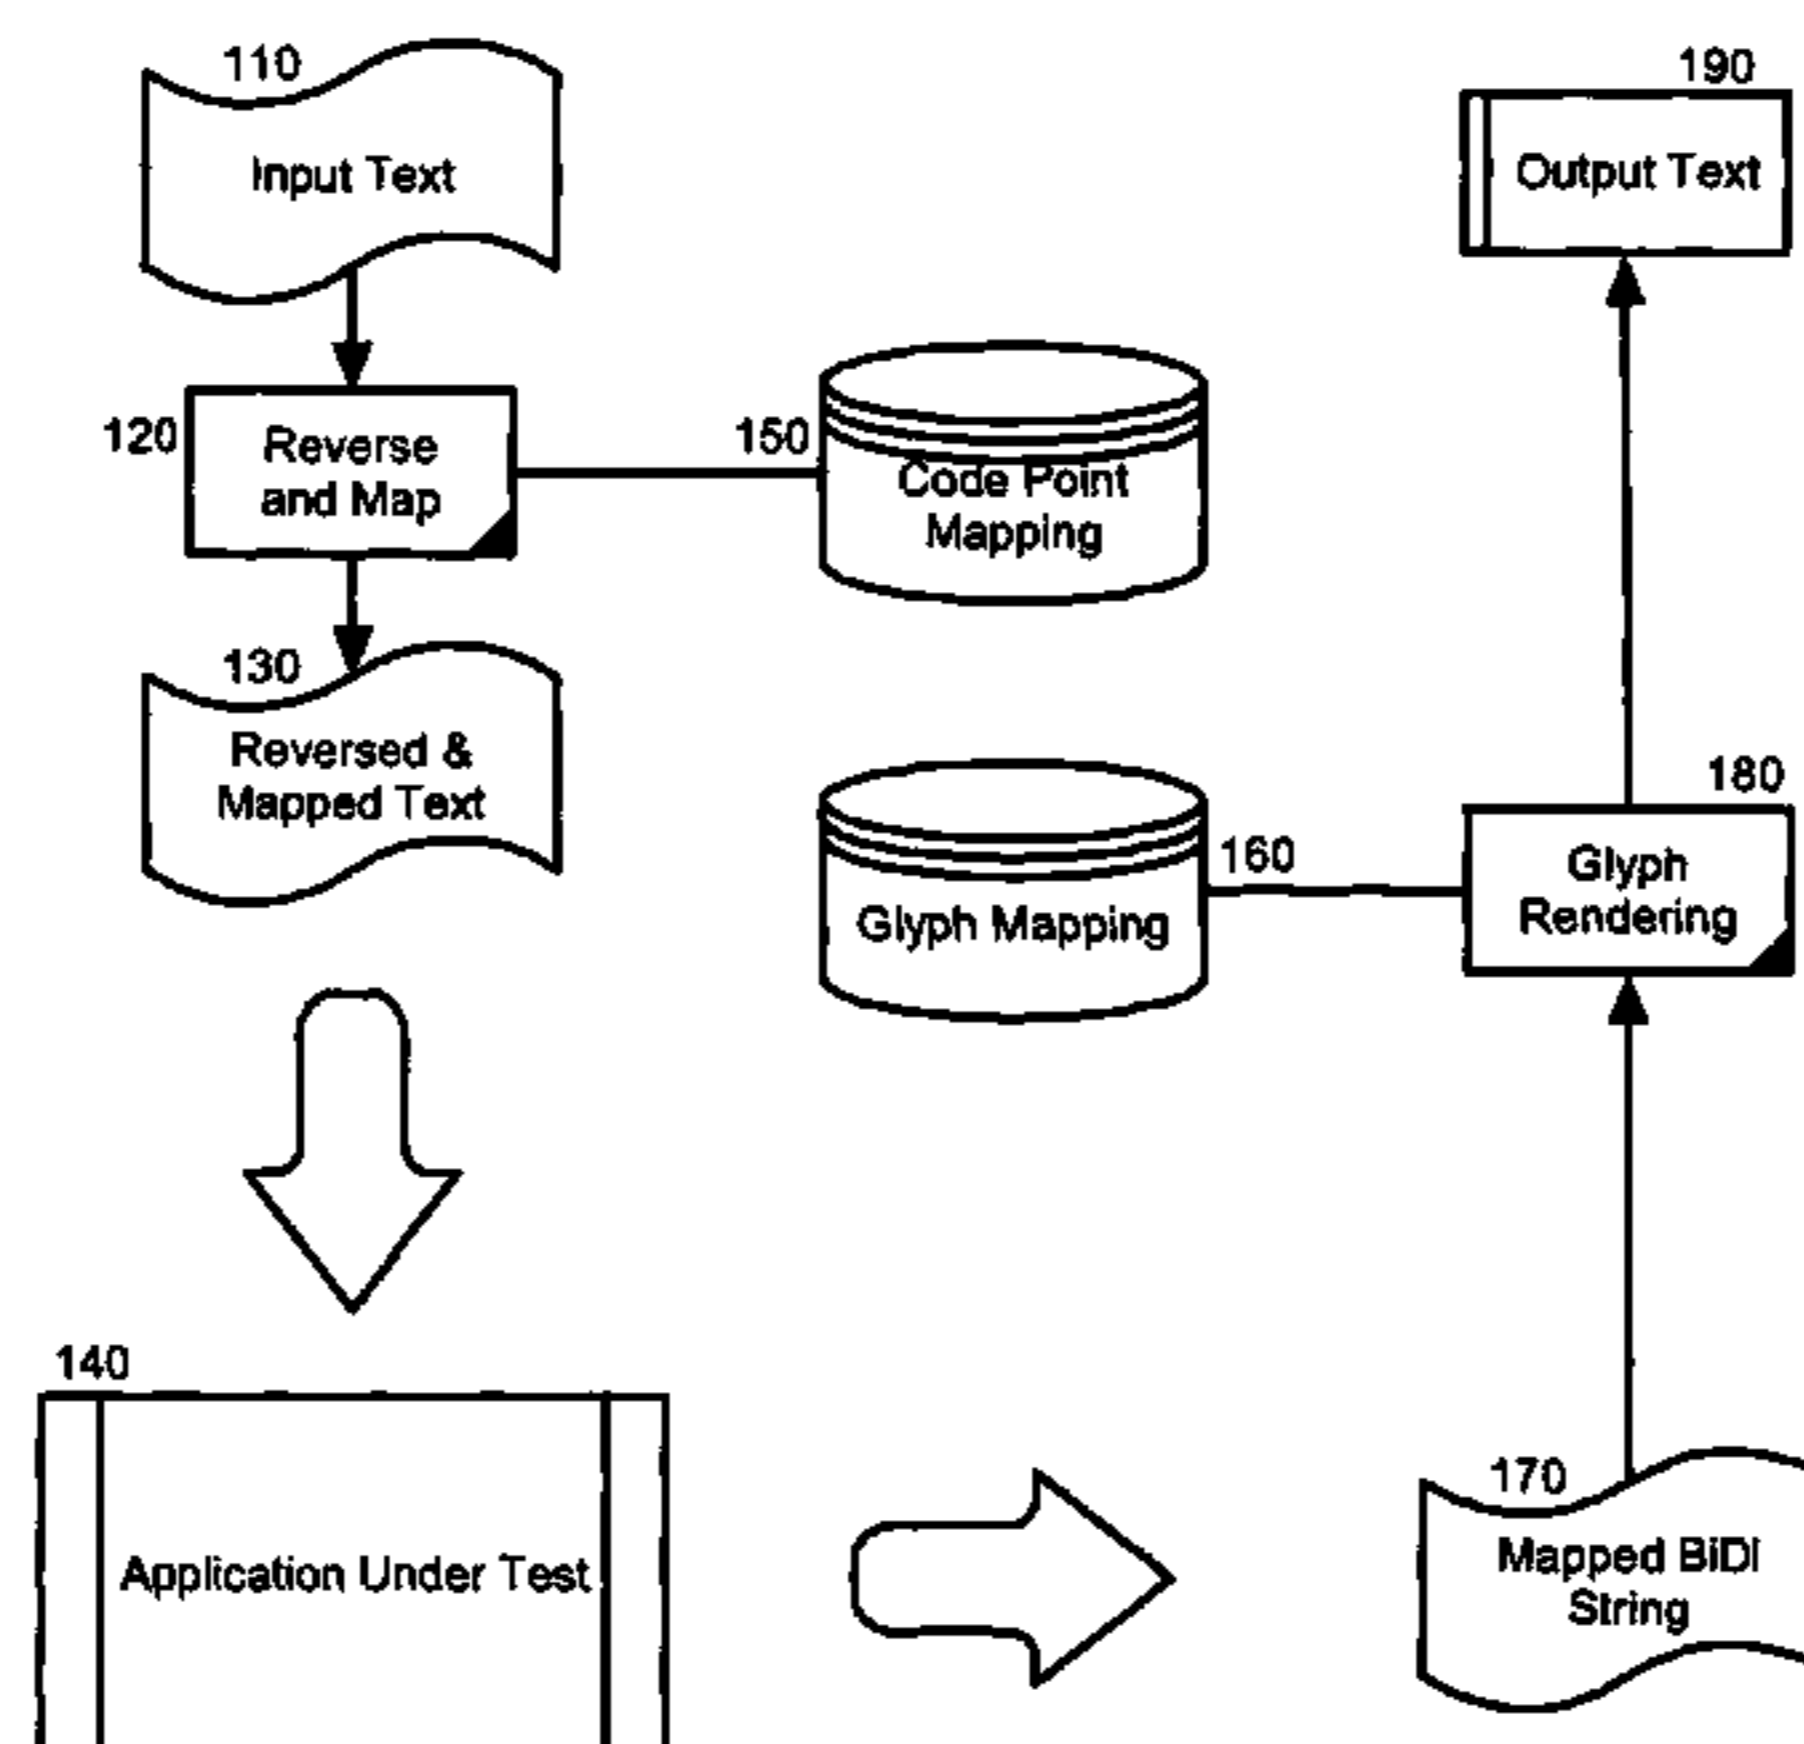 110
Input Text
190
Output Text
120
Reverse
and Map
150
Code Point
Mapping
130
Reversed &
Mapped Text
160
Glyph Mapping
180
Glyph
Rendering
140
Application Under Test
170
Mapped BiDi
String